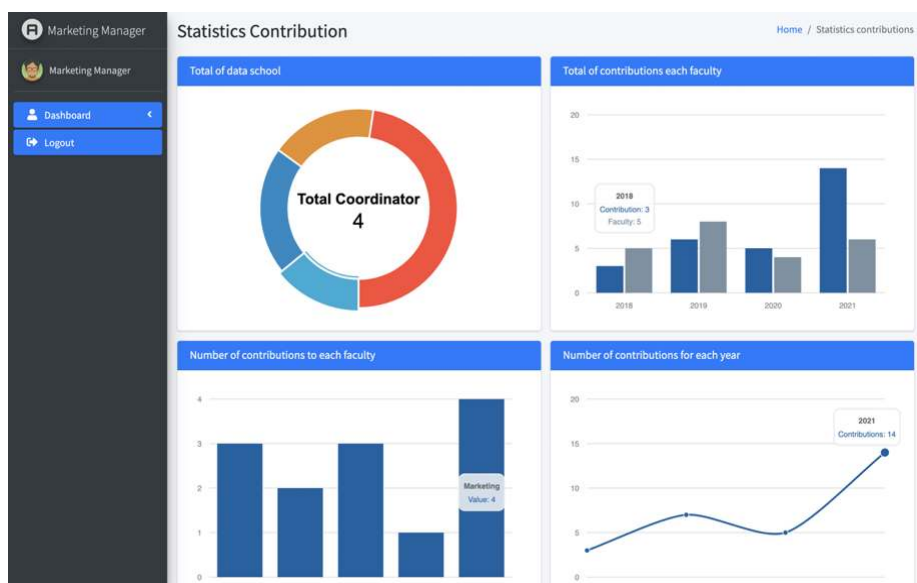 Marketing Manager
Marketing Manager
Dashboard
Logout
Statistics Contribution
Home / Statistics contributions
Total of data school
Total Coordinator
4
Total of contributions each faculty
20
15
10
5
0
2018
Contribution: 3
Faculty: 5
2018 2019 2020 2021
Number of contributions to each faculty
4
3
2
1
0
Marketing
Value: 4
Number of contributions for each year
20
15
10
5
0
2021
Contributions: 14